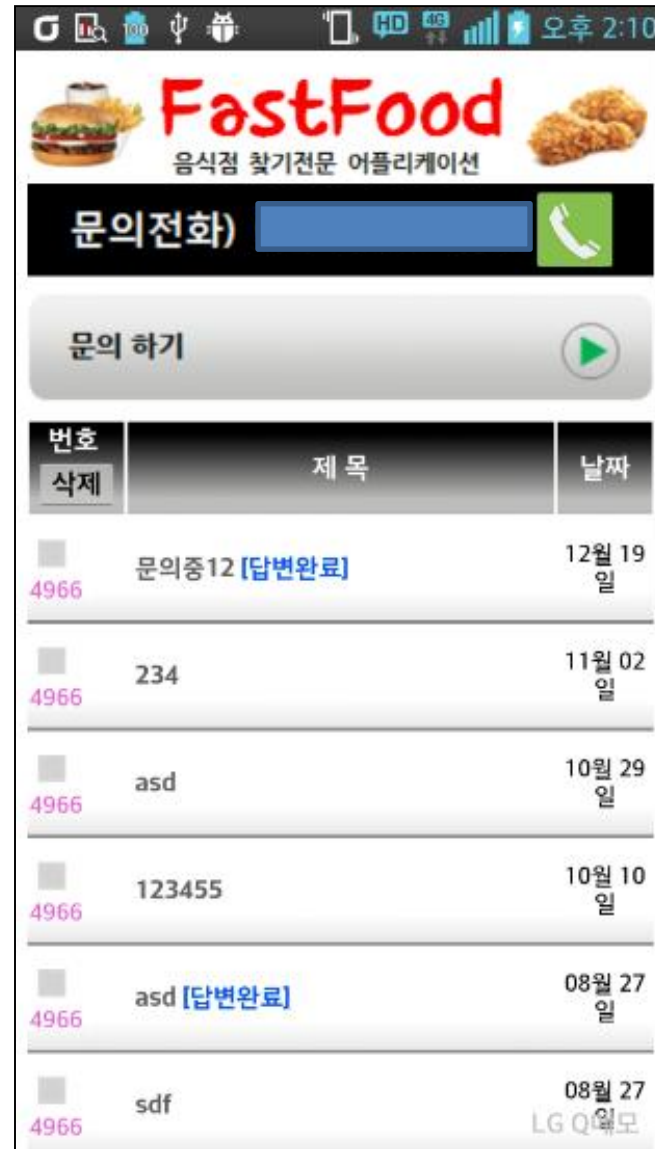 100 HD 4G 오후 2:10
FastFood
음식점 찾기전문 어플리케이션
문의전화)
문의 하기
번호
삭제
제 목
날짜
4966
문의중12 [답변완료]
12월 19
일
4966
234
11월 02
일
4966
asd
10월 29
일
4966
123455
10월 10
일
4966
asd [답변완료]
08월 27
일
4966
sdf
08월 27
일
LG Q메모